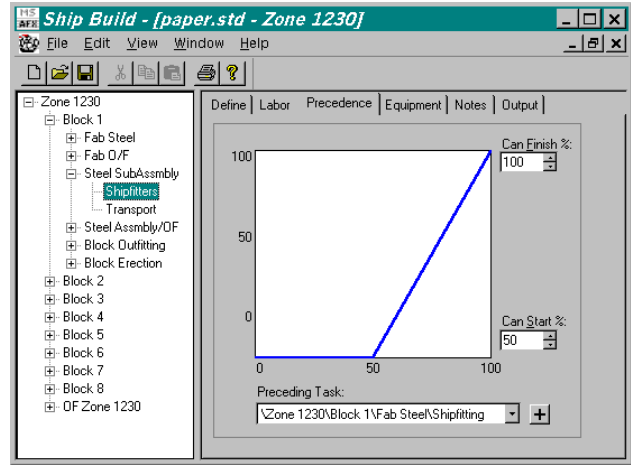 MS
AFX
Ship Build - [paper.std - Zone 1230]
File Edit View Window Help
Zone 1230
Block 1
Fab Steel
Fab O/F
Steel SubAssmbly
Shipfitters
Transport
Steel Assmbly/OF
Block Outfitting
Block Erection
Block 2
Block 3
Block 4
Block 5
Block 6
Block 7
Block 8
OF Zone 1230
Define Labor Precedence Equipment Notes Output
Can Finish %:
100
100
50
0
Can Start %:
50
0 50 100
Preceding Task:
\Zone 1230\Block 1\Fab Steel\Shipfitting